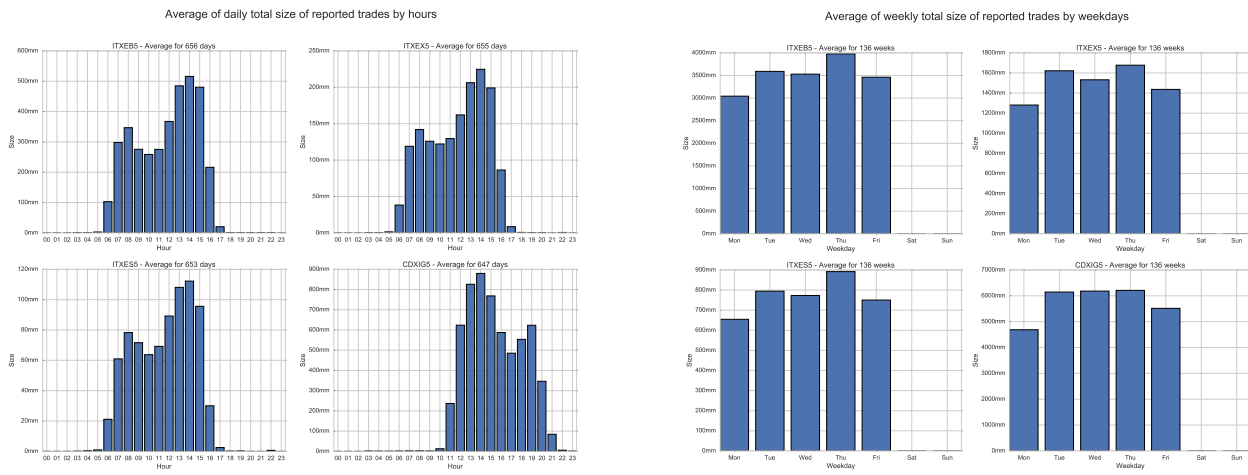 Average of daily total size of reported trades by hours
ITXEB5 - Average for 656 days
600mm
500mm
400mm
300mm
200mm
100mm
0mm
Size
00 01 02 03 04 05 06 07 08 09 10 11 12 13 14 15 16 17 18 19 20 21 22 23
Hour
ITXEX5 - Average for 655 days
250mm
200mm
150mm
100mm
50mm
0mm
Size
00 01 02 03 04 05 06 07 08 09 10 11 12 13 14 15 16 17 18 19 20 21 22 23
Hour
ITXES5 - Average for 653 days
120mm
100mm
80mm
60mm
40mm
20mm
0mm
Size
00 01 02 03 04 05 06 07 08 09 10 11 12 13 14 15 16 17 18 19 20 21 22 23
Hour
CDXIG5 - Average for 647 days
900mm
800mm
700mm
600mm
500mm
400mm
300mm
200mm
100mm
0mm
Size
00 01 02 03 04 05 06 07 08 09 10 11 12 13 14 15 16 17 18 19 20 21 22 23
Hour
Average of weekly total size of reported trades by weekdays
ITXEB5 - Average for 136 weeks
4000mm
3500mm
3000mm
2500mm
2000mm
1500mm
1000mm
500mm
0mm
Size
Mon Tue Wed Thu Fri Sat Sun
Weekday
ITXEX5 - Average for 136 weeks
1800mm
1600mm
1400mm
1200mm
1000mm
800mm
600mm
400mm
200mm
0mm
Size
Mon Tue Wed Thu Fri Sat Sun
Weekday
ITXES5 - Average for 136 weeks
900mm
800mm
700mm
600mm
500mm
400mm
300mm
200mm
100mm
0mm
Size
Mon Tue Wed Thu Fri Sat Sun
Weekday
CDXIG5 - Average for 136 weeks
7000mm
6000mm
5000mm
4000mm
3000mm
2000mm
1000mm
0mm
Size
Mon Tue Wed Thu Fri Sat Sun
Weekday